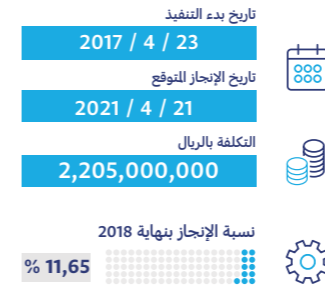 تاريخ بدء التنفيذ
2017 / 4 / 23
تاريخ الإنجاز المتوقع
2021 / 4 / 21
التكلفة بالريال
2,205,000,000
نسبة الإنجاز بنهاية 2018
% 11,65